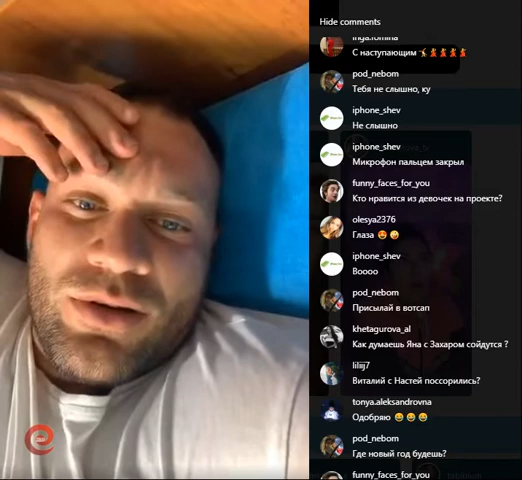 Hide comments
inga.romina
С наступающим
pod_nebom
Тебя не слышно, ку
iphone_shev
Не слышно
iphone_shev
Микрофон пальцем закрыл
funny_faces_for_you
Кто нравится из девочек на проекте?
olesya2376
Глаза
iphone_shev
Воооо
pod_nebom
Присылай в вотсап
khetagurova_al
Как думаешь Яна с Захаром сойдутся ?
liliij7
Виталий с Настей поссорились?
tonya.aleksandrovna
Одобряю
pod_nebom
Где новый год будешь?
funny_faces_for_you